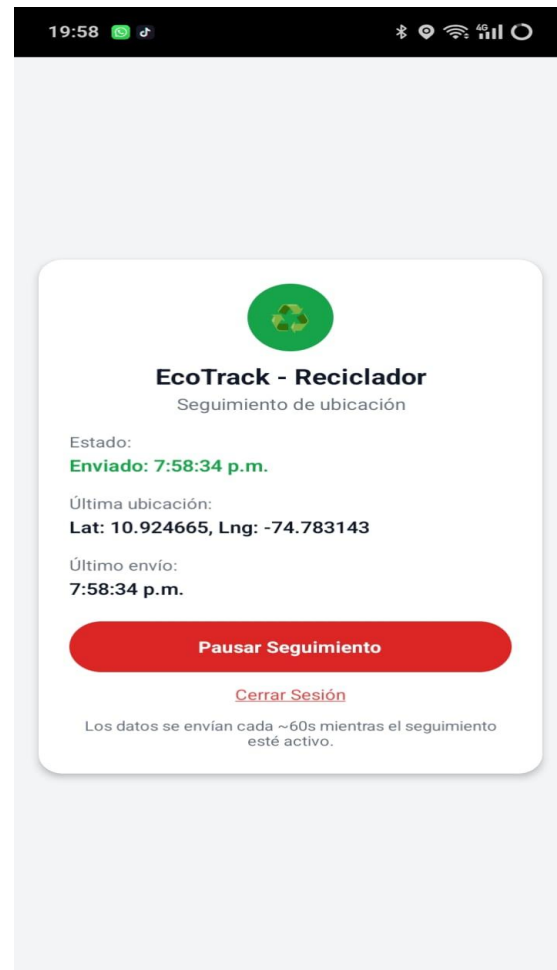 19:58
4G
EcoTrack - Reciclador
Seguimiento de ubicación
Estado:
Enviado: 7:58:34 p.m.
Última ubicación:
Lat: 10.924665, Lng: -74.783143
Último envío:
7:58:34 p.m.
Pausar Seguimiento
Cerrar Sesión
Los datos se envían cada ~60s mientras el seguimiento
esté activo.